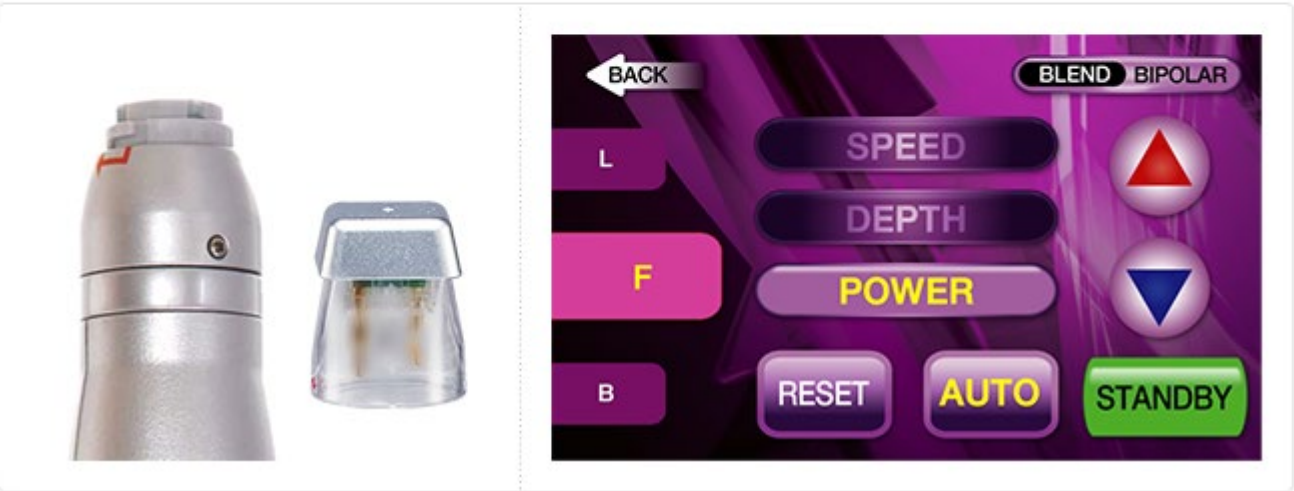 BACK
BLEND BIPOLAR
L
SPEED
DEPTH
F
POWER
B
RESET
AUTO
STANDBY